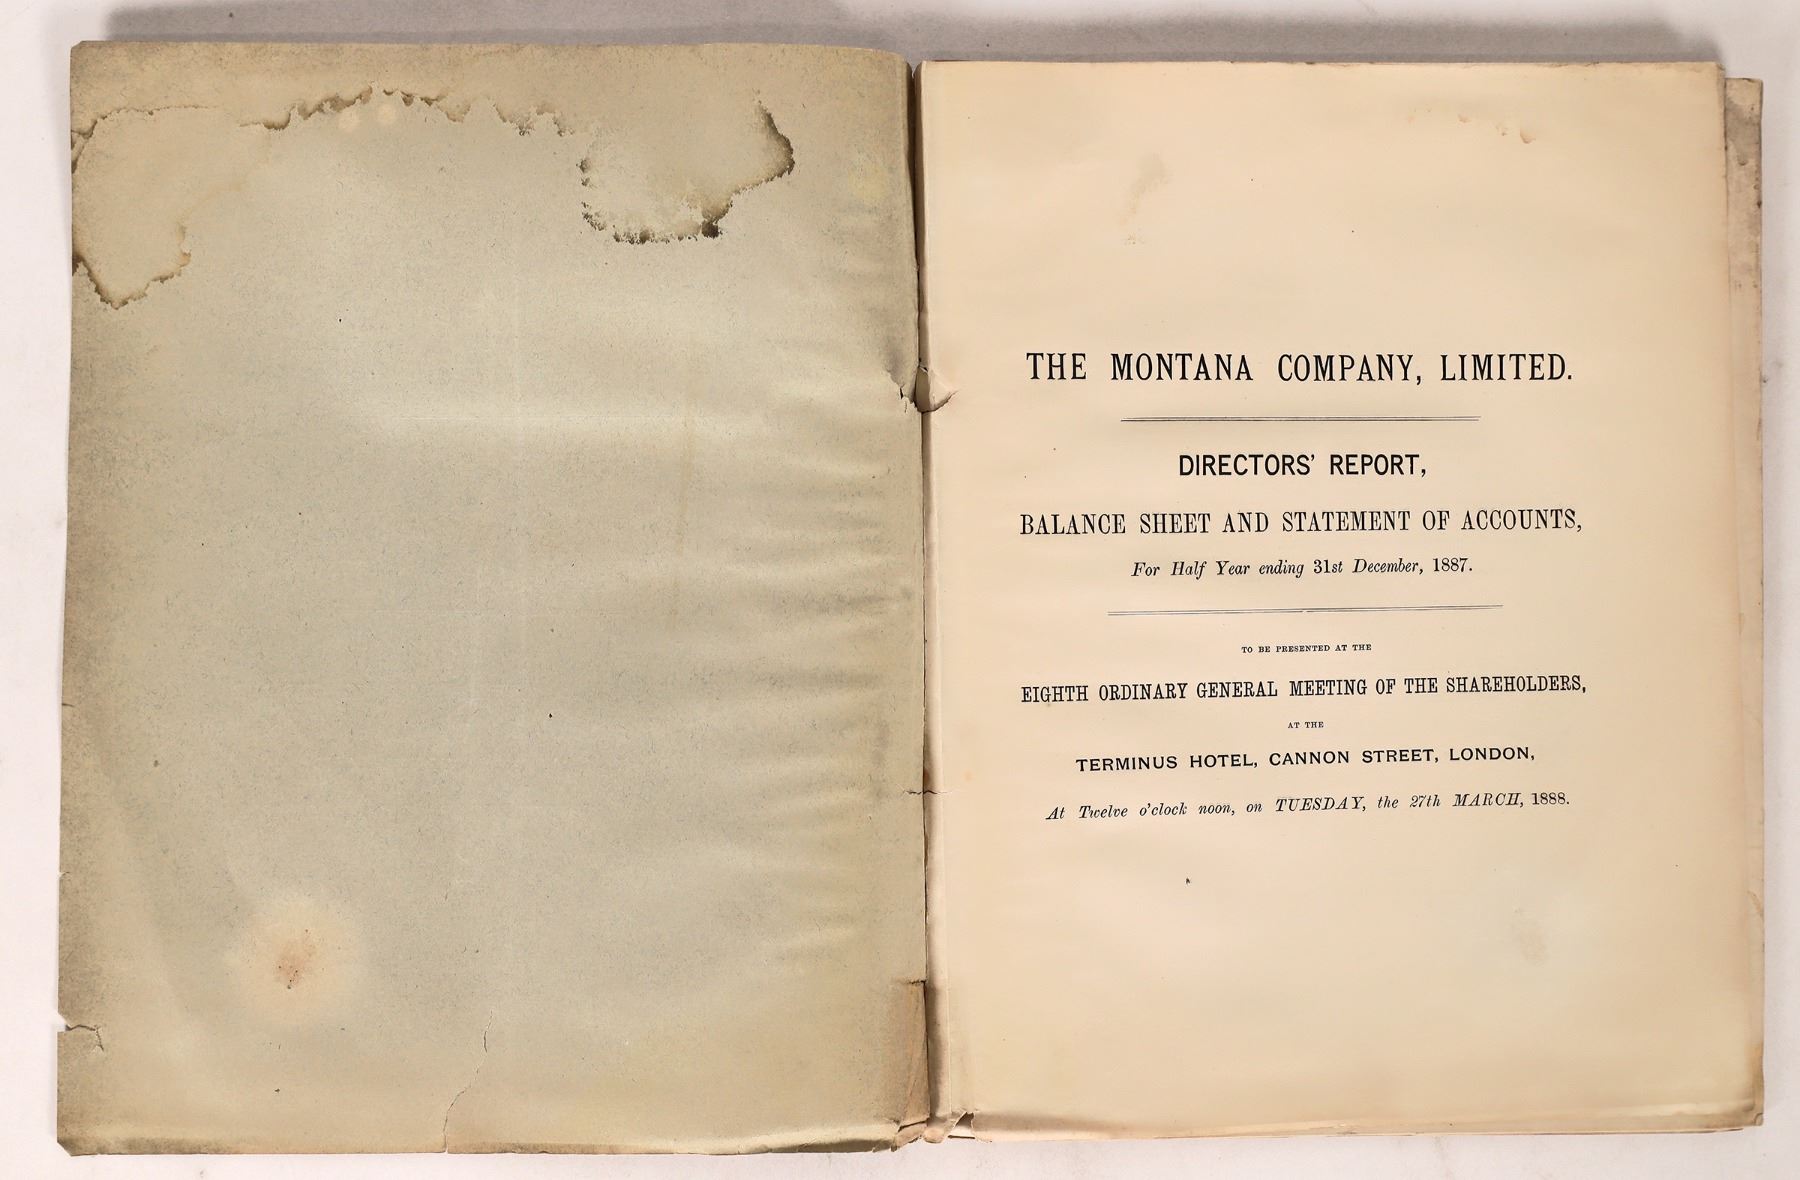 THE MONTANA COMPANY, LIMITED.
DIRECTORS' REPORT,
BALANCE SHEET AND STATEMENT OF ACCOUNTS,
For Half Year ending 31st December, 1887.
TO BE PRESENTED AT THE
EIGHTH ORDINARY GENERAL MEETING OF THE SHAREHOLDERS,
AT THE
TERMINUS HOTEL, CANNON STREET, LONDON,
At Twelve o'clock noon, on TUESDAY, the 27th MARCH, 1888.